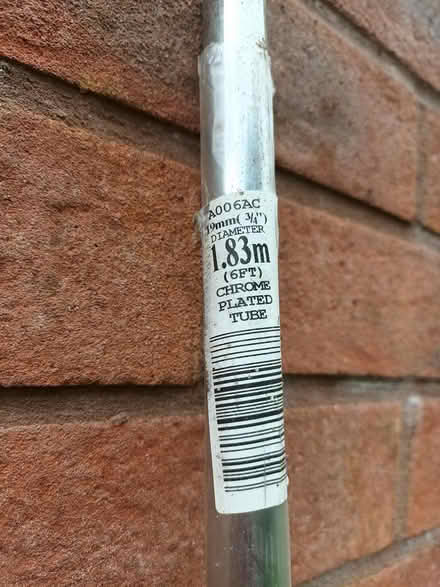 A006AC
19mm(3/4")
DIAMETER
1.83m
(6FT)
CHROME
PLATED
TUBE